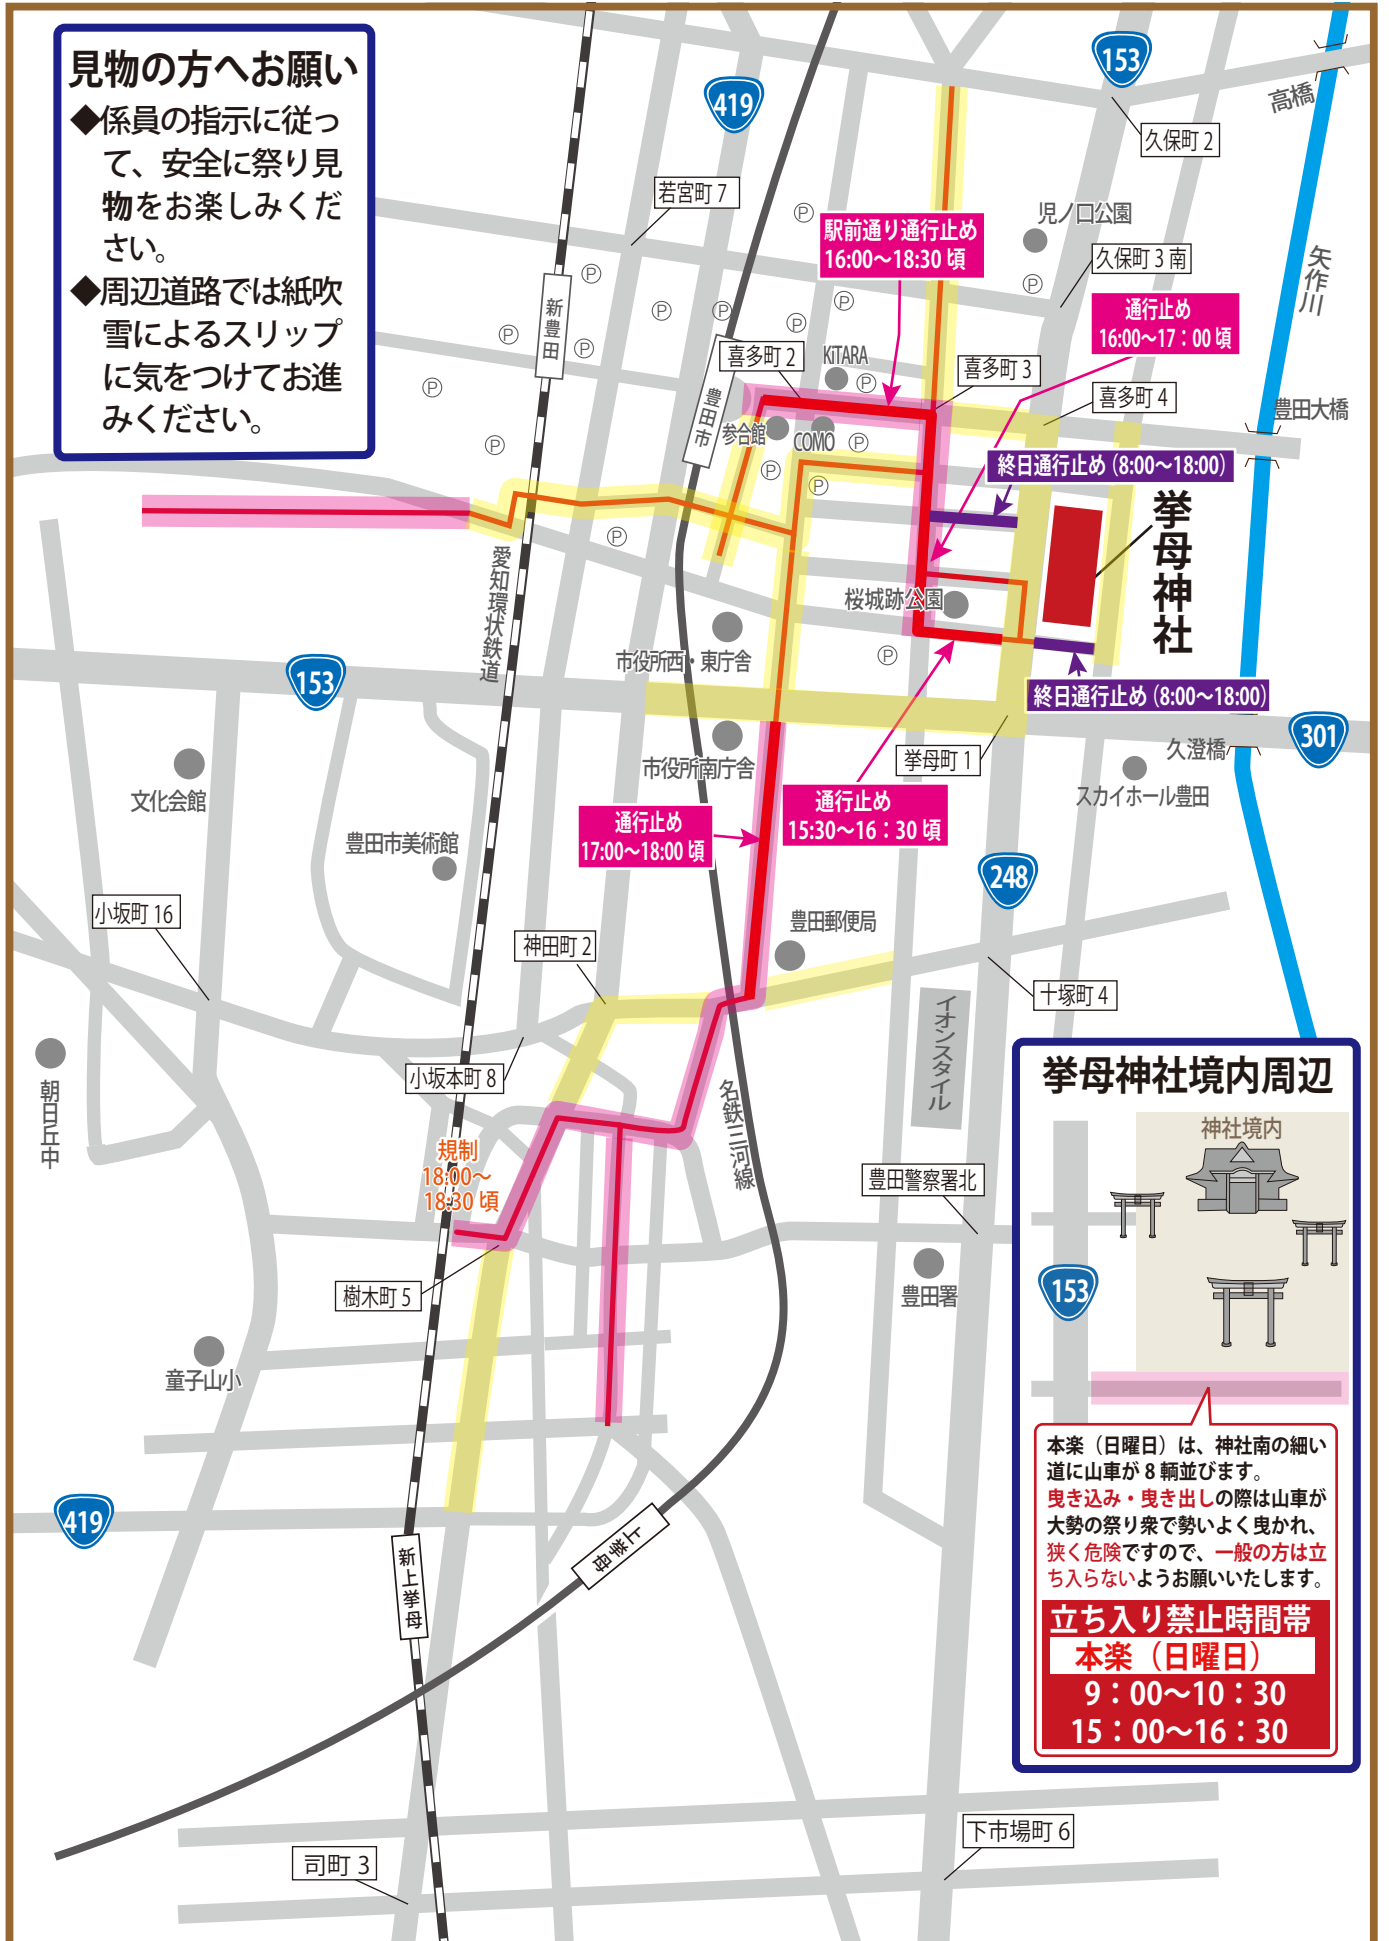 見物の方へお願い
◆係員の指示に従っ
て、安全に祭り見
物をお楽しみくだ
さい。
◆周辺道路では紙吹
雪によるスリップ
に気をつけてお進
みください。
153
419
高橋
久保町 2
若宮町 7
児ノ口公園
駅前通り通行止め
16:00〜18:30 頃
久保町 3 南
矢作川
通行止め
16:00〜17：00 頃
新豊田
Ⓟ
Ⓟ
Ⓟ
Ⓟ
Ⓟ
Ⓟ
Ⓟ
Ⓟ
Ⓟ
喜多町 2
KiTARA
Ⓟ
喜多町 3
喜多町 4
豊田大橋
豊田市
Ⓟ
参合館
COMO
Ⓟ
Ⓟ
Ⓟ
Ⓟ
終日通行止め (8:00〜18:00)
挙母神社
Ⓟ
愛知環状鉄道
桜城跡公園
市役所西・東庁舎
Ⓟ
153
終日通行止め (8:00〜18:00)
301
久澄橋
市役所南庁舎
挙母町 1
スカイホール豊田
文化会館
通行止め
15:30〜16：30 頃
通行止め
17:00〜18:00 頃
豊田市美術館
248
小坂町 16
豊田郵便局
神田町 2
十塚町 4
イオンスタイル
朝日丘中
小坂本町 8
名鉄三河線
規制
18:00〜
18:30 頃
豊田警察署北
豊田署
樹木町 5
童子山小
419
新上挙母
上挙母
司町 3
下市場町 6
挙母神社境内周辺
神社境内
153
本楽（日曜日）は、神社南の細い
道に山車が 8 輌並びます。
曳き込み・曳き出しの際は山車が
大勢の祭り衆で勢いよく曳かれ、
狭く危険ですので、一般の方は立
ち入らないようお願いいたします。
立ち入り禁止時間帯
本楽（日曜日）
9：00〜10：30
15：00〜16：30